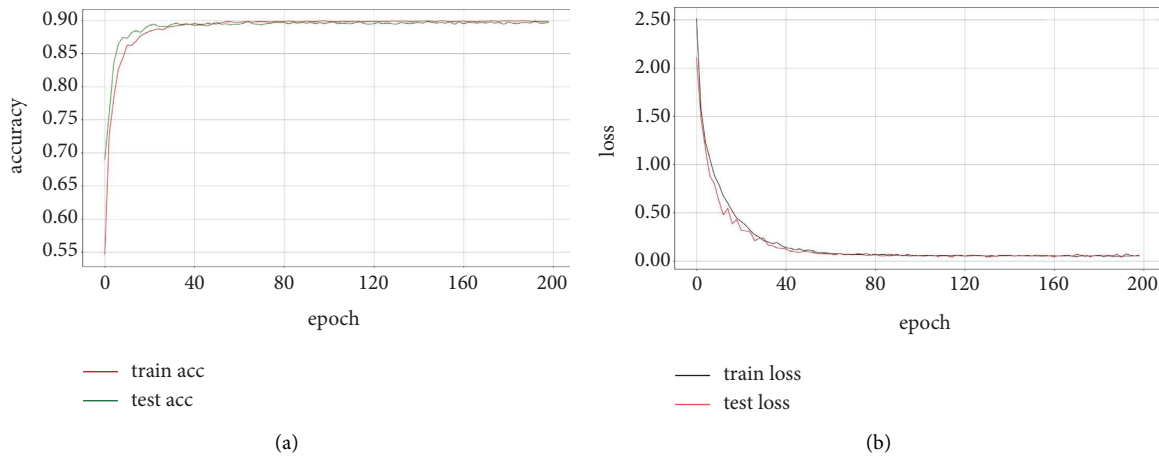 accuracy
0.90
0.85
0.80
0.75
0.70
0.65
0.60
0.55
0 40 80 120 160 200
epoch
train acc
test acc
(a)
loss
2.50
2.00
1.50
1.00
0.50
0.00
0 40 80 120 160 200
epoch
train loss
test loss
(b)